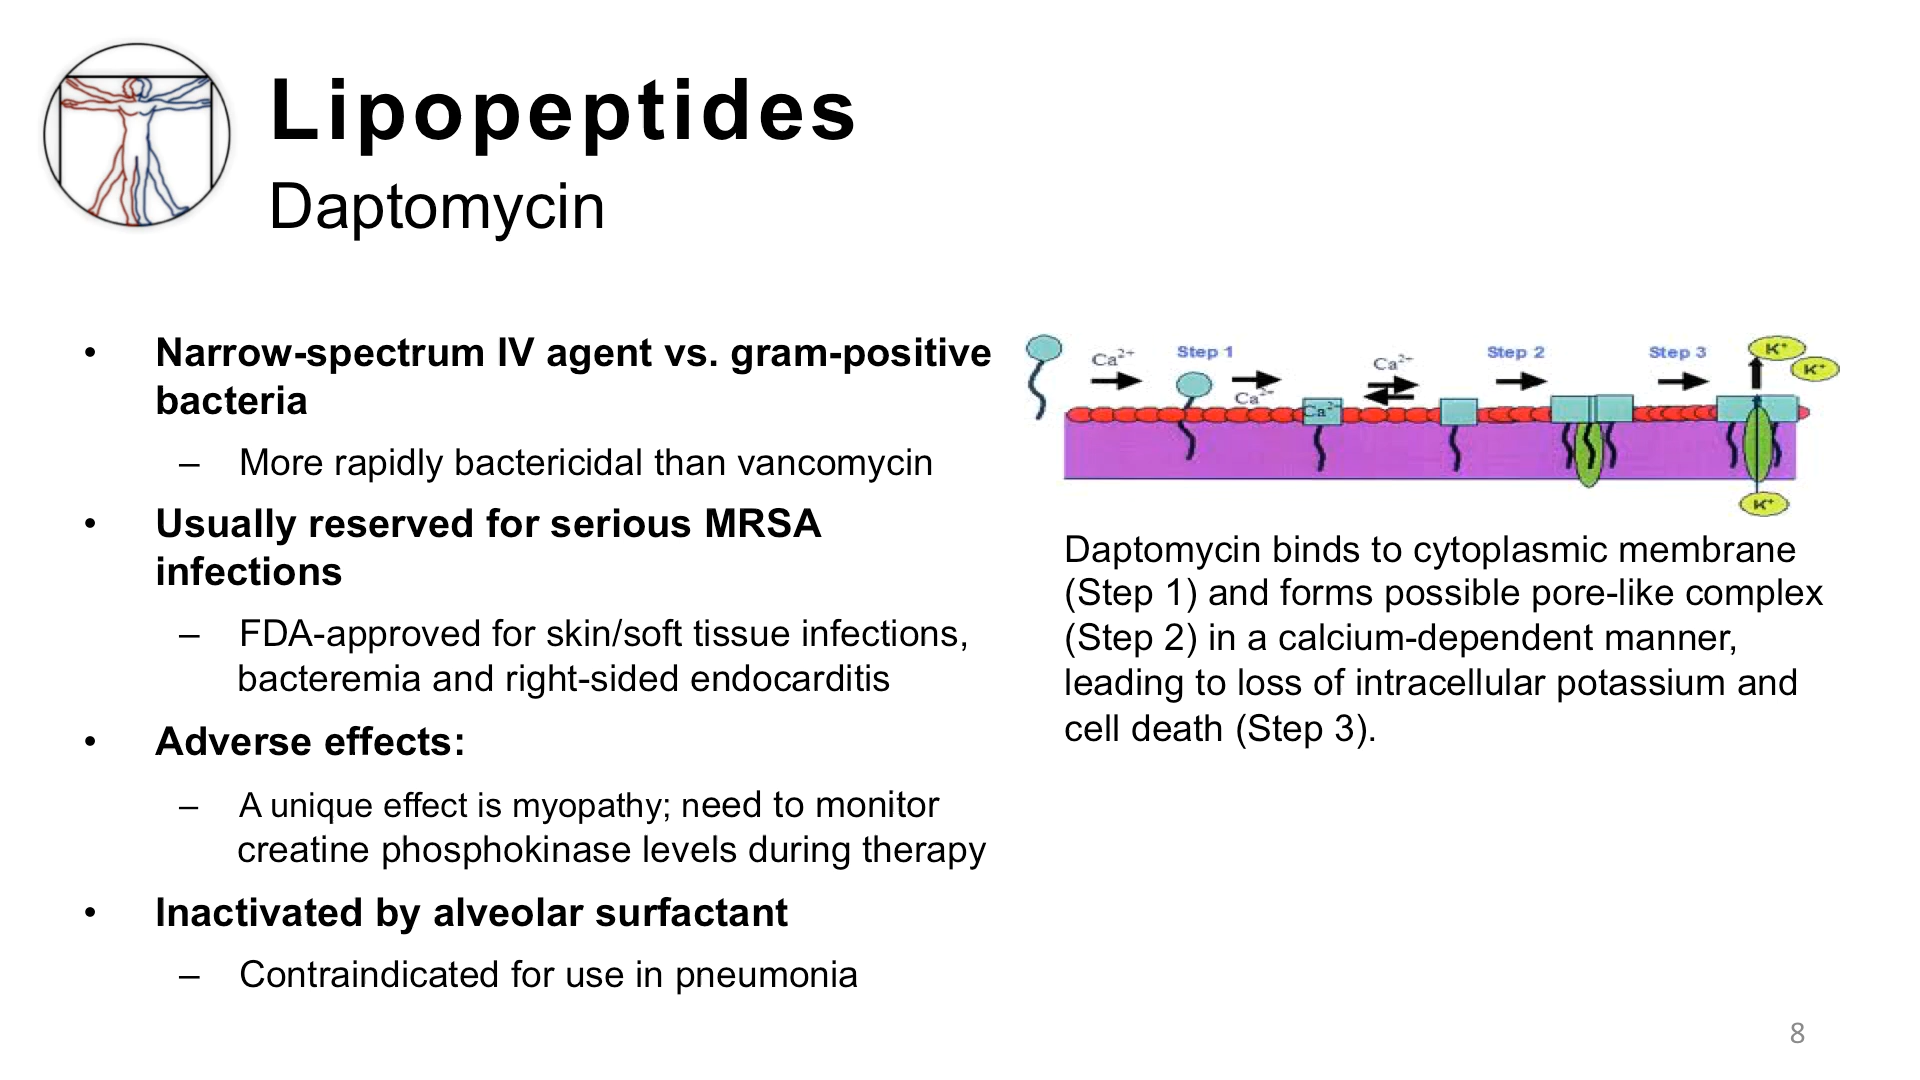 Lipopeptides
Daptomycin
• Narrow-spectrum IV agent vs. gram-positive
bacteria
– More rapidly bactericidal than vancomycin
• Usually reserved for serious MRSA
infections
– FDA-approved for skin/soft tissue infections,
bacteremia and right-sided endocarditis
• Adverse effects:
– A unique effect is myopathy; need to monitor
creatine phosphokinase levels during therapy
• Inactivated by alveolar surfactant
– Contraindicated for use in pneumonia
Ca²⁺ Step 1 Ca²⁺ Step 2 Step 3 K⁺
K⁺
Ca²⁺
Ca²⁺
K⁺
Daptomycin binds to cytoplasmic membrane
(Step 1) and forms possible pore-like complex
(Step 2) in a calcium-dependent manner,
leading to loss of intracellular potassium and
cell death (Step 3).
8